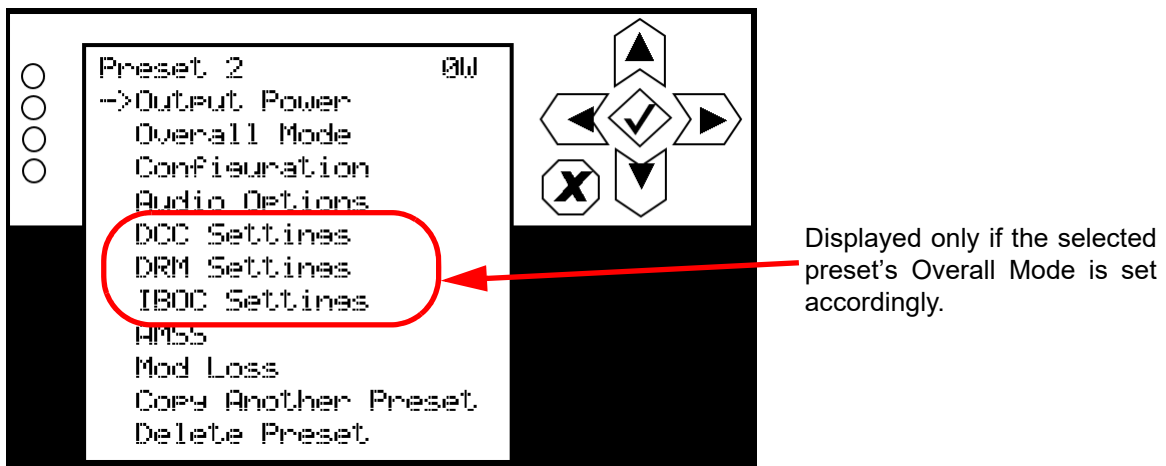 Preset 2 0W
->Output Power
Overall Mode
Configuration
Audio Options
DCC Settings
DRM Settings
IBOC Settings
AMSS
Mod Loss
Copy Another Preset
Delete Preset
X
Displayed only if the selected
preset's Overall Mode is set
accordingly.